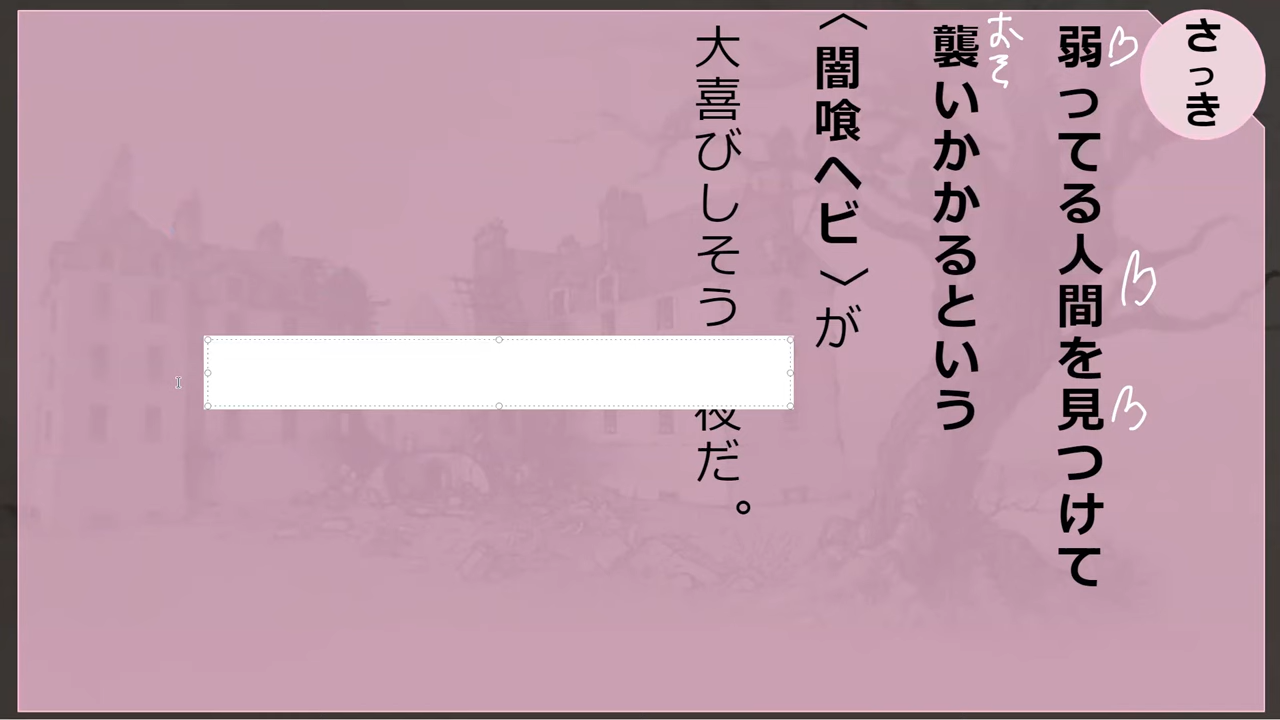 さっき
弱ってる人間を見つけて
おそ
襲いかかるという
〈闇喰ヘビ〉が
大喜びしそう
夜だ。